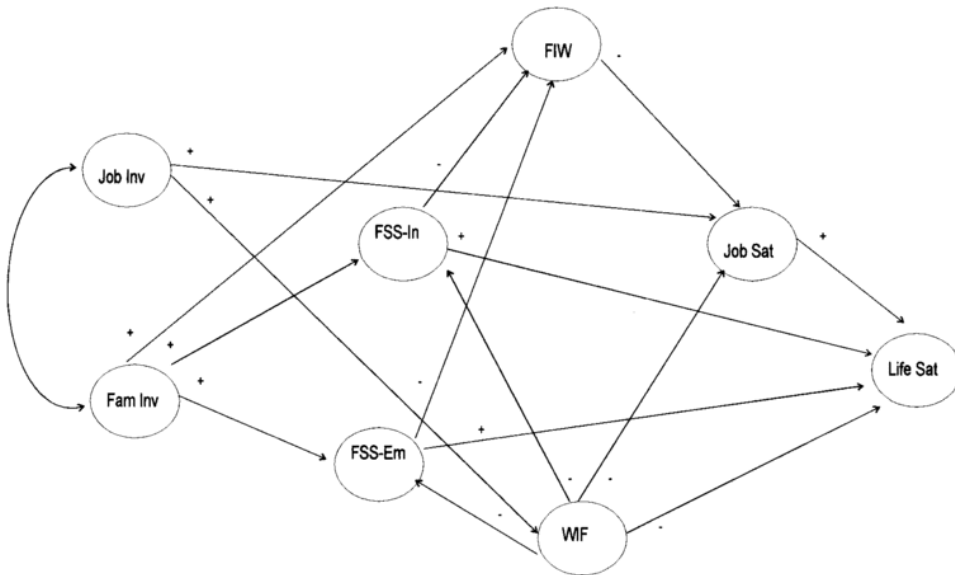 FIW
-
+
-
Job Inv
+
FSS-In
+
Job Sat
+
+
+
Life Sat
Fam Inv
+
-
+
FSS-Em
-
-
-
WIF
-